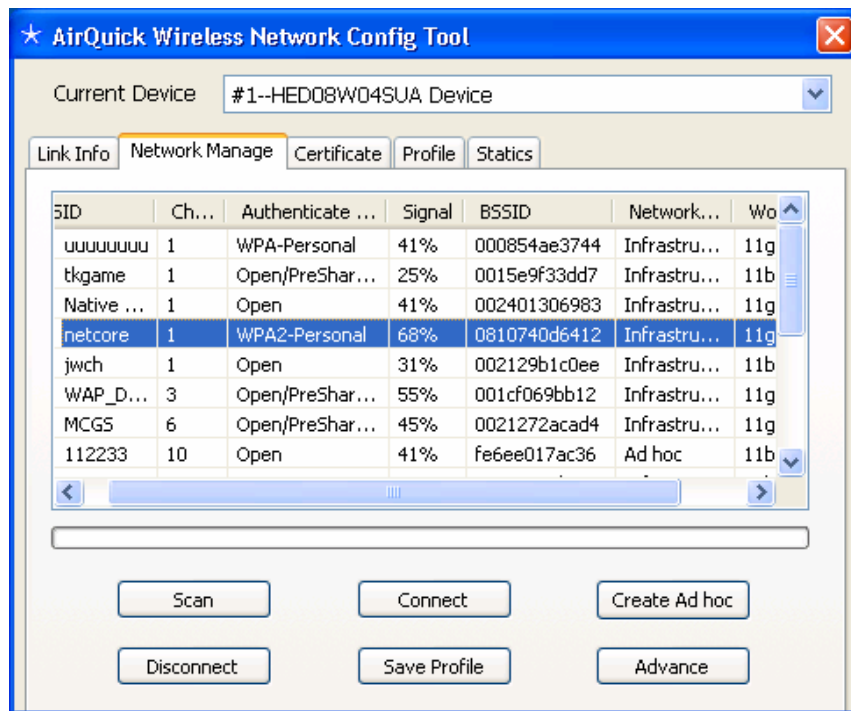 AirQuick Wireless Network Config Tool
Current Device #1--HED08W04SUA Device
Link Info Network Manage Certificate Profile Statics
SID Ch... Authenticate ... Signal BSSID Network... Wo
uuuuuuuu 1 WPA-Personal 41% 000854ae3744 Infrastru... 11g
tkgame 1 Open/PreShar... 25% 0015e9f33dd7 Infrastru... 11b
Native ... 1 Open 41% 002401306983 Infrastru... 11g
netcore 1 WPA2-Personal 68% 0810740d6412 Infrastru... 11g
jwch 1 Open 31% 002129b1c0ee Infrastru... 11b
WAP_D... 3 Open/PreShar... 55% 001cf069bb12 Infrastru... 11g
MCGS 6 Open/PreShar... 45% 0021272acad4 Infrastru... 11g
112233 10 Open 41% fe6ee017ac36 Ad hoc 11b
Scan Connect Create Ad hoc
Disconnect Save Profile Advance